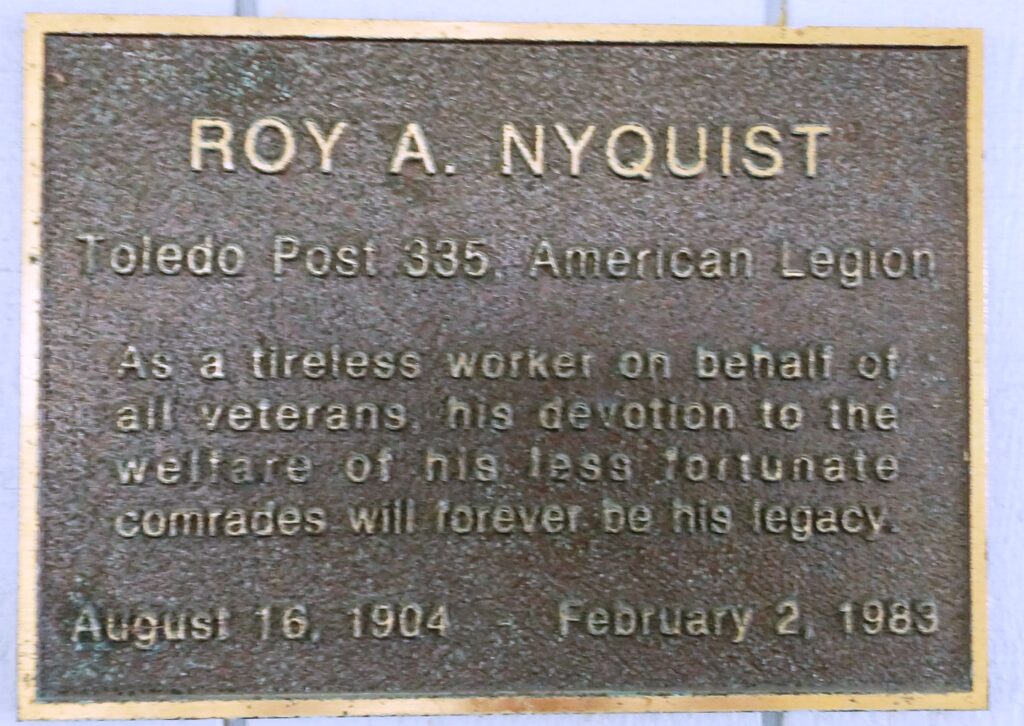 ROY A. NYQUIST
Toledo Post 335, American Legion
As a tireless worker on behalf of
all veterans, his devotion to the
welfare of his less fortunate
comrades will forever be his legacy.
August 16, 1904 - February 2, 1983